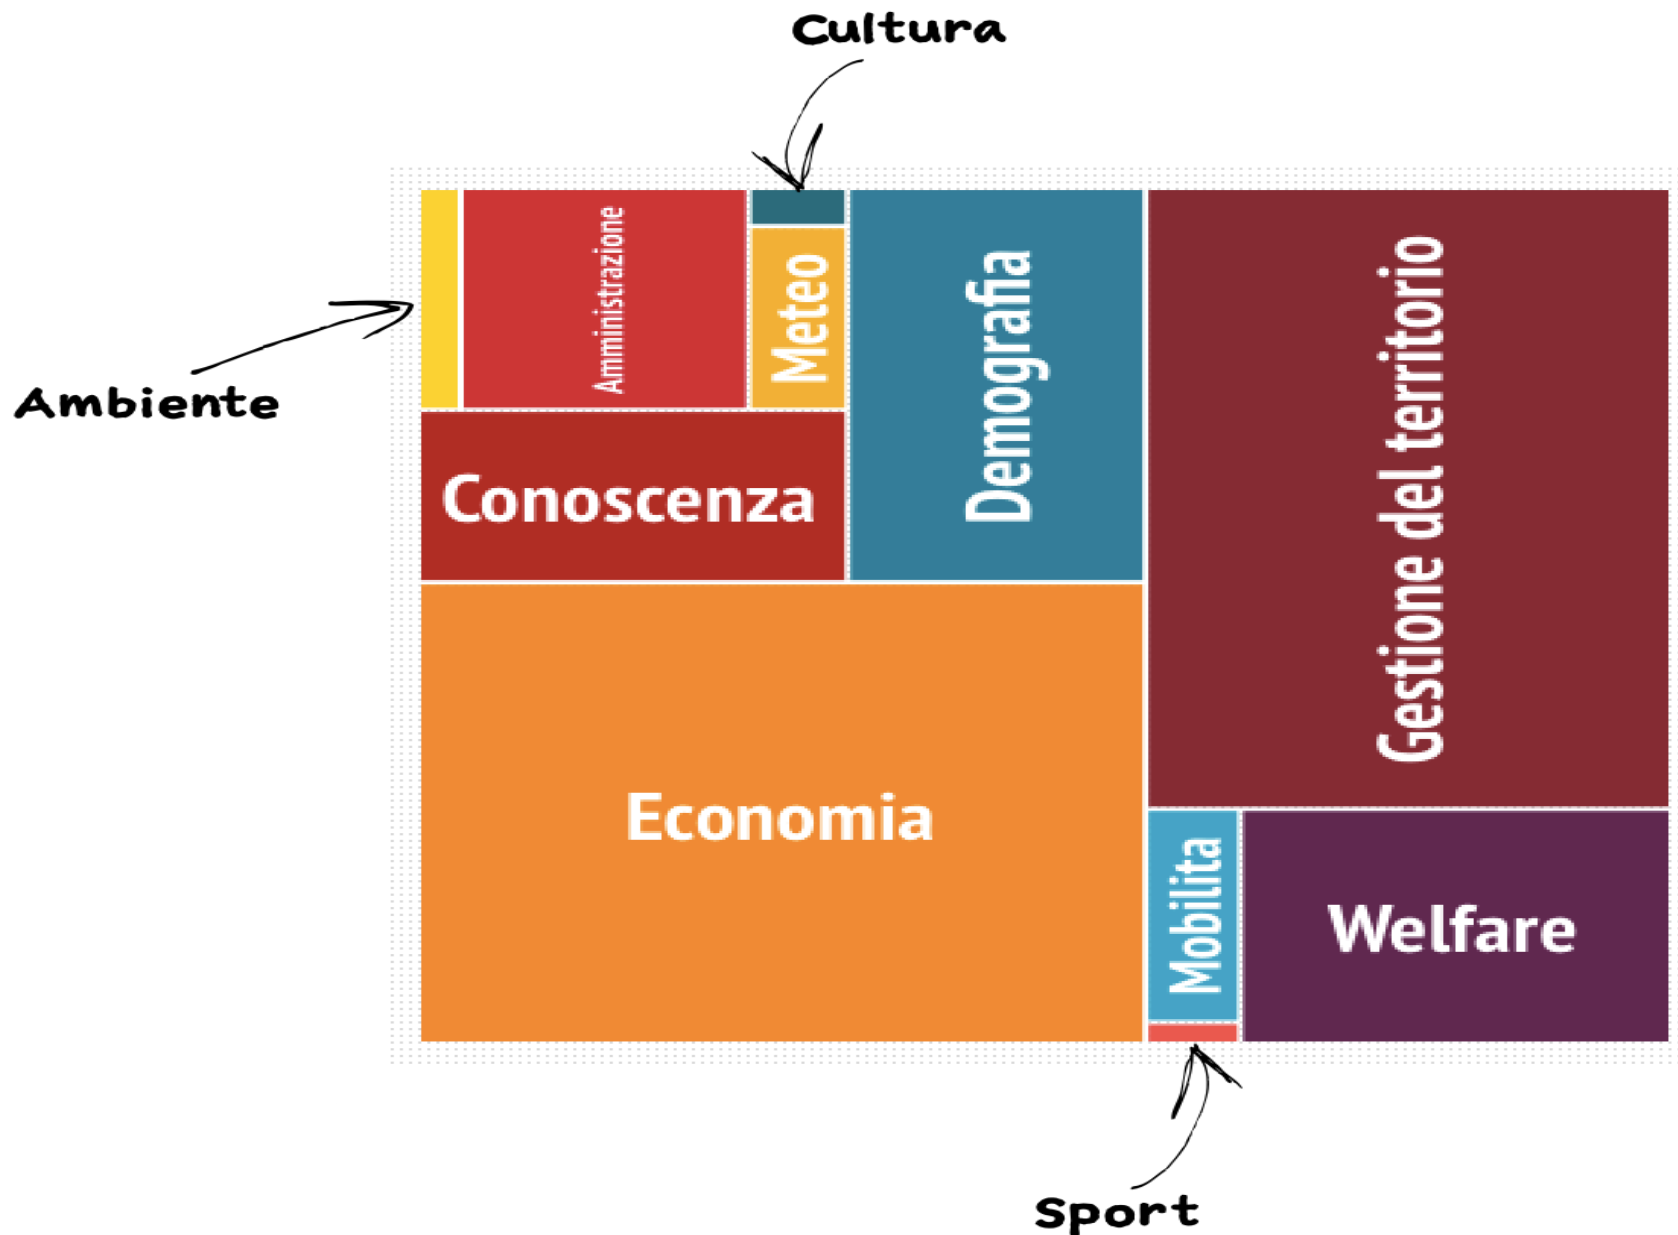 Cultura
Ambiente
Amministrazione
Meteo
Demografia
Gestione del territorio
Conoscenza
Economia
Mobilita
Welfare
Sport